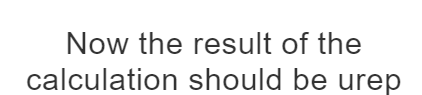 Now the result of the
calculation should be urep